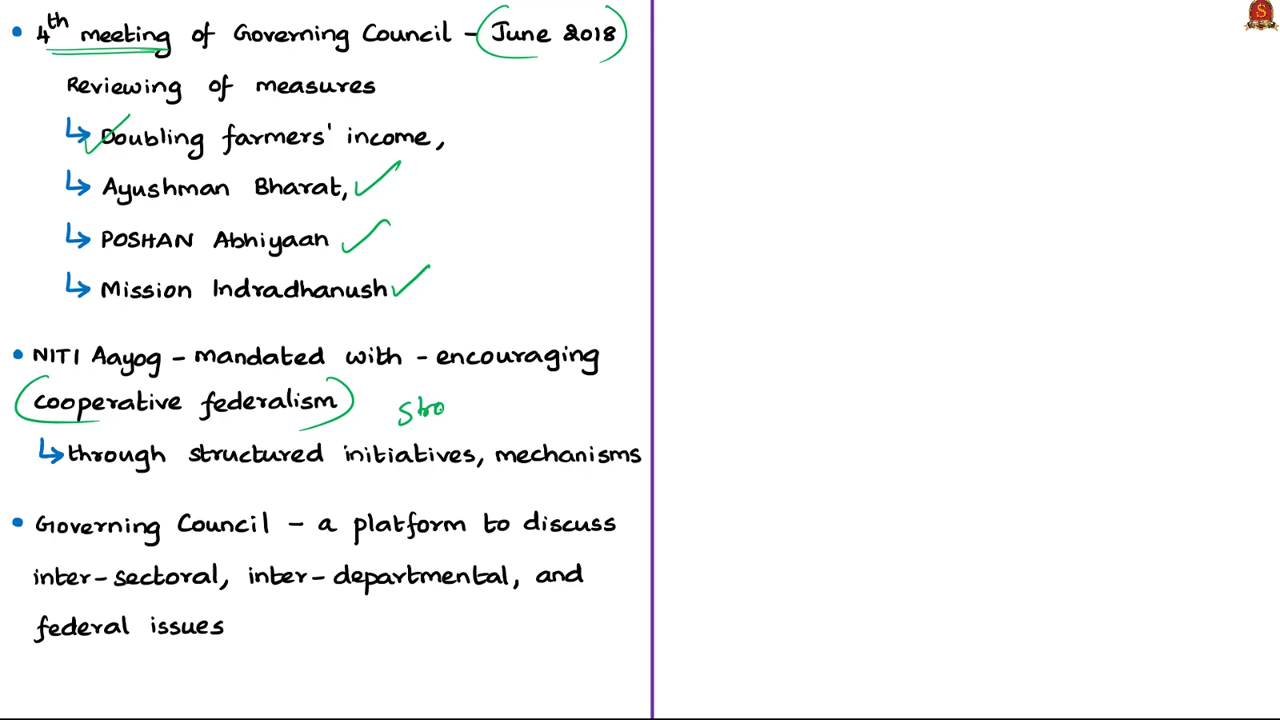 • 4th meeting of Governing Council - June 2018
Reviewing of measures
↳ Doubling farmers' income,
↳ Ayushman Bharat,
↳ POSHAN Abhiyaan
↳ Mission Indradhanush
• NITI Aayog - mandated with - encouraging
cooperative federalism Stro
↳ through structured initiatives, mechanisms
• Governing Council - a platform to discuss
inter-sectoral, inter-departmental, and
federal issues